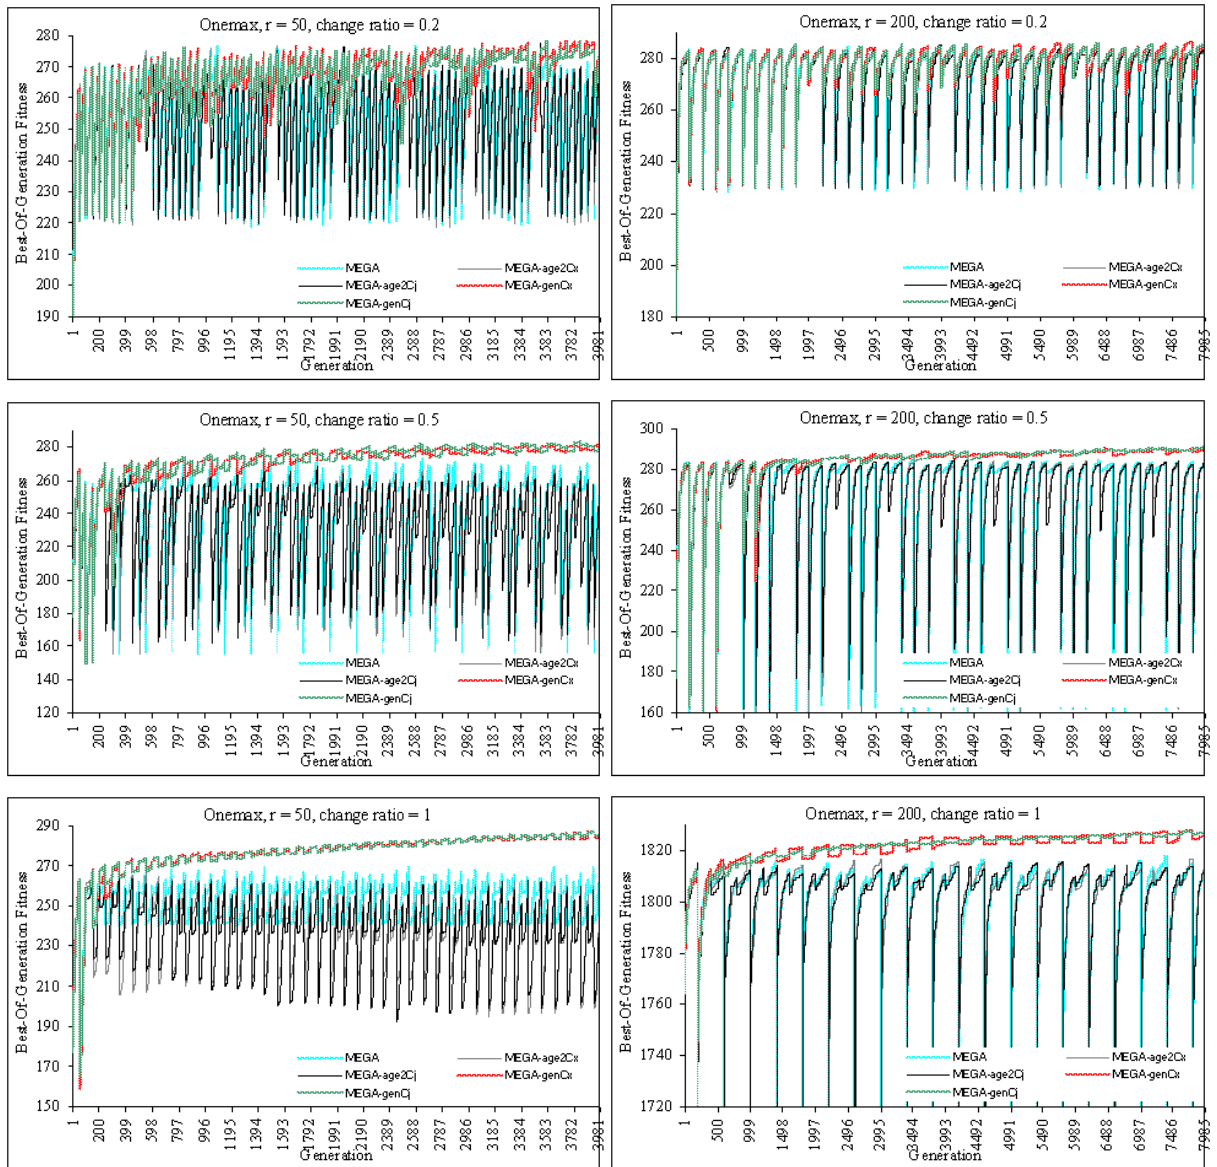 Onemax, r = 50, change ratio = 0.2
Best-Of-Generation Fitness
280
270
260
250
240
230
220
210
200
190
MEGA
MEGA-age2Cx
MEGA-age2Cj
MEGA-genCx
MEGA-genCj
1 200 399 598 797 996 1195 1394 1593 1792 1991 2190 2389 2588 2787 2986 3185 3384 3583 3782 3981
Generation
Onemax, r = 200, change ratio = 0.2
Best-Of-Generation Fitness
280
260
240
220
200
180
MEGA
MEGA-age2Cx
MEGA-age2Cj
MEGA-genCx
MEGA-genCj
1 500 999 1498 1997 2496 2995 3494 3993 4492 4991 5490 5989 6488 6987 7486 7985
Generation
Onemax, r = 50, change ratio = 0.5
Best-Of-Generation Fitness
280
260
240
220
200
180
160
140
120
MEGA
MEGA-age2Cx
MEGA-age2Cj
MEGA-genCx
MEGA-genCj
1 200 399 598 797 996 1195 1394 1593 1792 1991 2190 2389 2588 2787 2986 3185 3384 3583 3782 3981
Generation
Onemax, r = 200, change ratio = 0.5
Best-Of-Generation Fitness
300
280
260
240
220
200
180
160
MEGA
MEGA-age2Cx
MEGA-age2Cj
MEGA-genCx
MEGA-genCj
1 500 999 1498 1997 2496 2995 3494 3993 4492 4991 5490 5989 6488 6987 7486 7985
Generation
Onemax, r = 50, change ratio = 1
Best-Of-Generation Fitness
290
270
250
230
210
190
170
150
MEGA
MEGA-age2Cx
MEGA-age2Cj
MEGA-genCx
MEGA-genCj
1 200 399 598 797 996 1195 1394 1593 1792 1991 2190 2389 2588 2787 2986 3185 3384 3583 3782 3981
Generation
Onemax, r = 200, change ratio = 1
Best-Of-Generation Fitness
1820
1800
1780
1760
1740
1720
MEGA
MEGA-age2Cx
MEGA-age2Cj
MEGA-genCx
MEGA-genCj
1 500 999 1498 1997 2496 2995 3494 3993 4492 4991 5490 5989 6488 6987 7486 7985
Generation